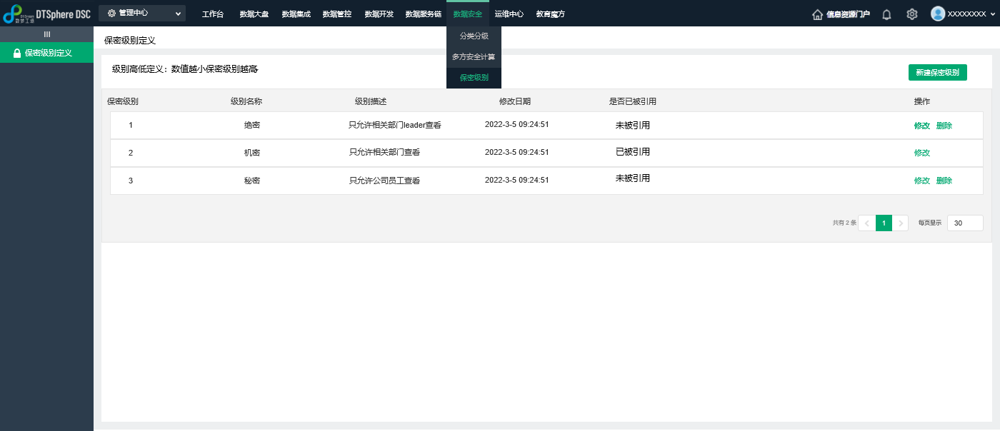 DTSphere DSC 管理中心 工作台 数据大盘 数据集成 数据管控 数据开发 数据服务链 数据安全 运维中心 教育魔方 信息资源门户 XXXXXXXX
数梦工场
分类分级
多方安全计算
保密级别
保密级别定义
保密级别定义
级别高低定义：数值越小保密级别越高
新建保密级别
保密级别 级别名称 级别描述 修改日期 是否已被引用 操作
1 绝密 只允许相关部门leader查看 2022-3-5 09:24:51 未被引用 修改 删除
2 机密 只允许相关部门查看 2022-3-5 09:24:51 已被引用 修改
3 秘密 只允许公司员工查看 2022-3-5 09:24:51 未被引用 修改 删除
共有 2 条 1 每页显示 30